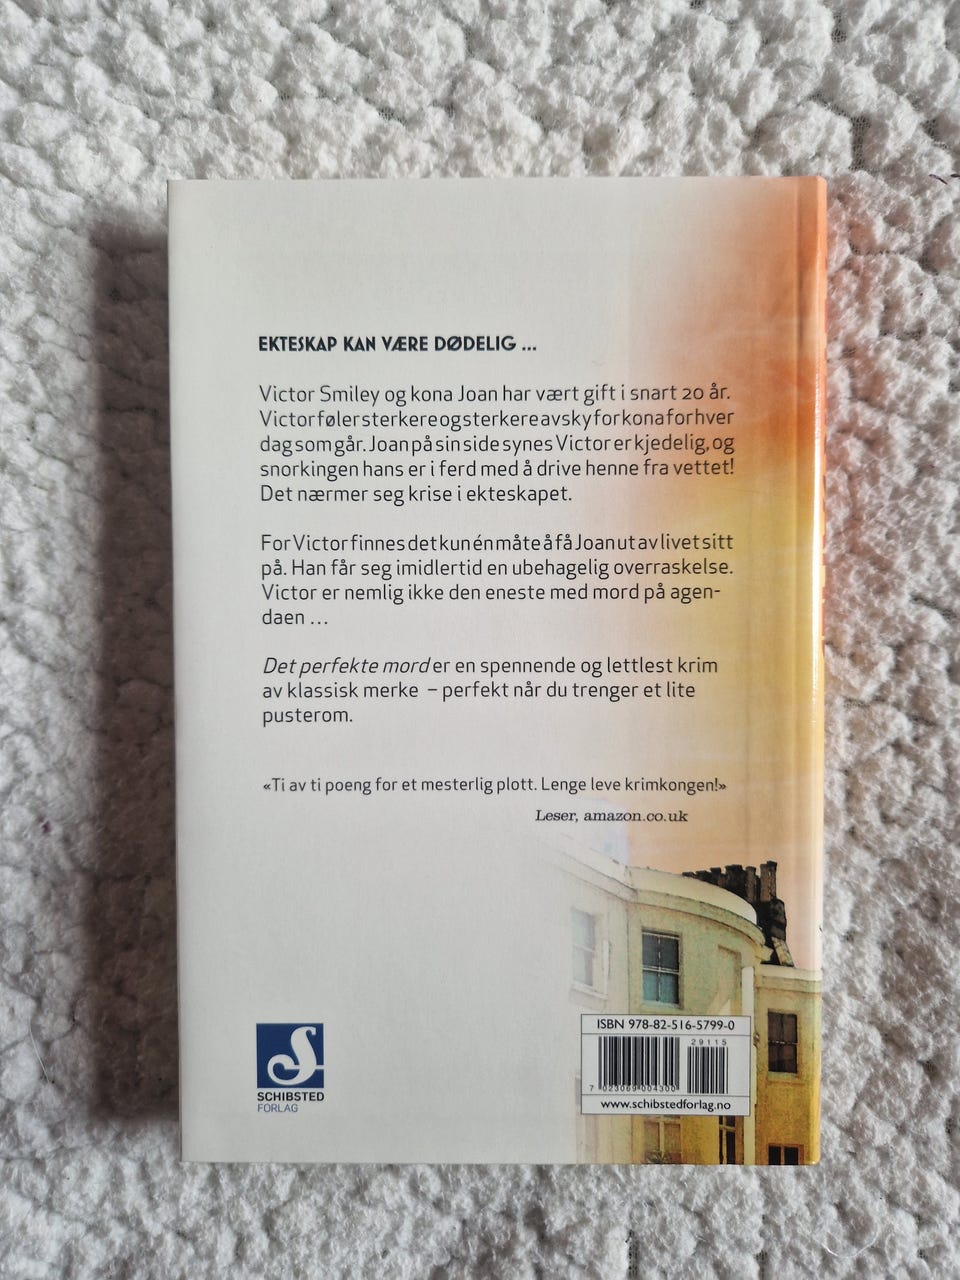 EKTESKAP KAN VÆRE DØDELIG ...
Victor Smiley og kona Joan har vært gift i snart 20 år.
Victor føler sterkere og sterkere avsky for kona for hver
dag som går. Joan på sin side synes Victor er kjedelig, og
snorkingen hans er i ferd med å drive henne fra vettet!
Det nærmer seg krise i ekteskapet.
For Victor finnes det kun én måte å få Joan ut av livet sitt
på. Han får seg imidlertid en ubehagelig overraskelse.
Victor er nemlig ikke den eneste med mord på agen-
daen ...
Det perfekte mord er en spennende og lettlest krim
av klassisk merke – perfekt når du trenger et lite
pusterom.
«Ti av ti poeng for et mesterlig plott. Lenge leve krimkongen!»
Leser, amazon.co.uk
S
SCHIBSTED
FORLAG
ISBN 978-82-516-5799-0
29115
7 023069 004300
www.schibstedforlag.no